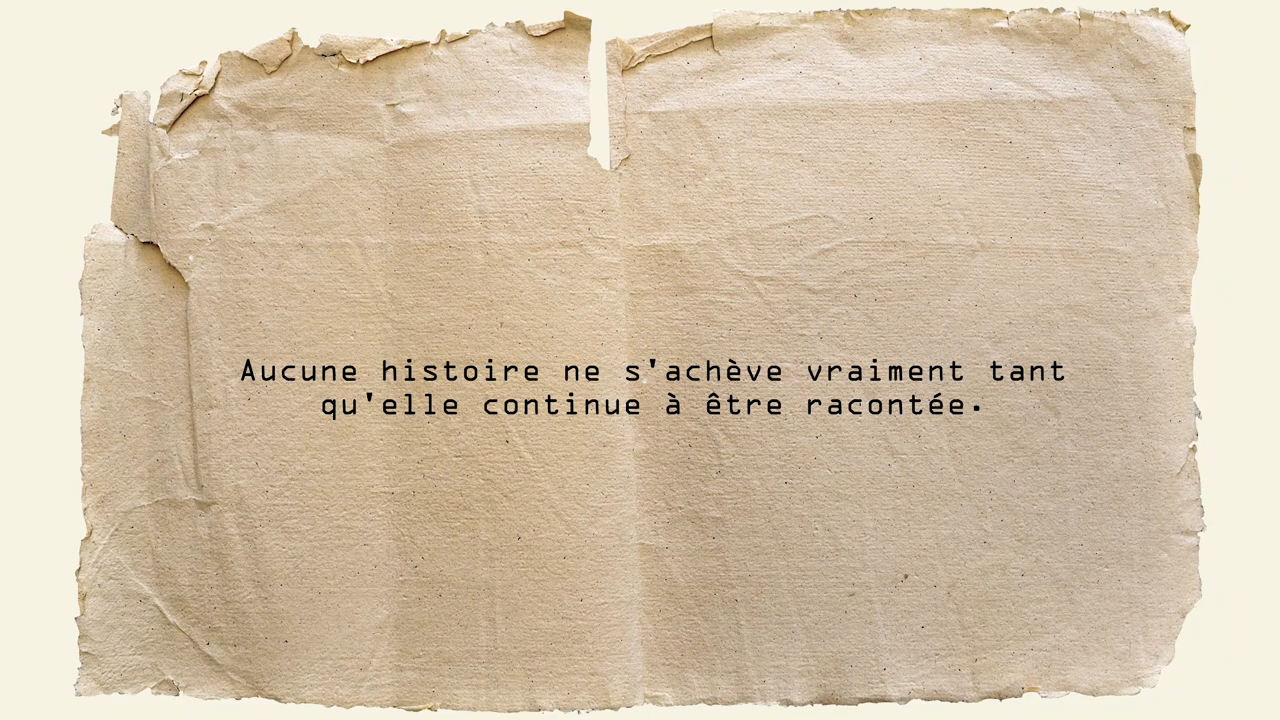 Aucune histoire ne s'achève vraiment tant
qu'elle continue à être racontée.